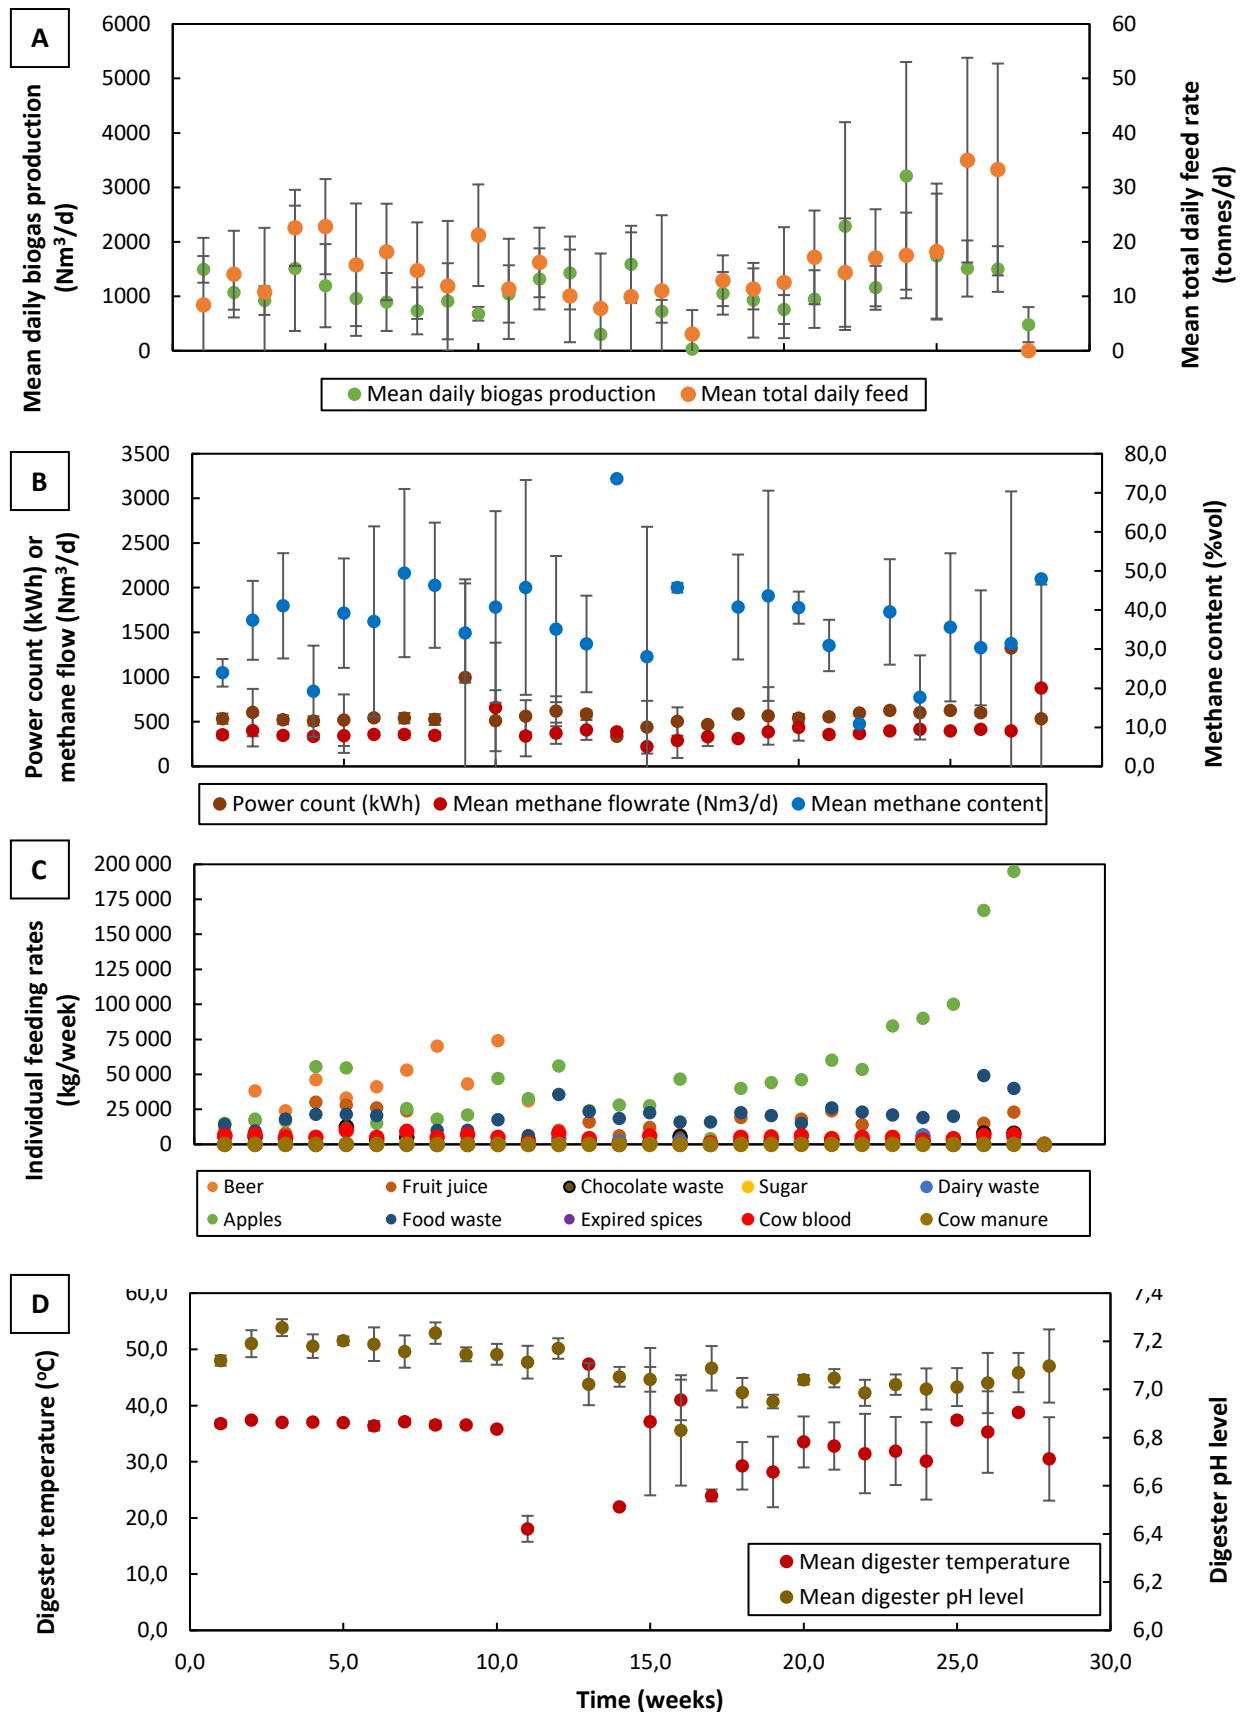 A
Mean daily biogas production
(Nm³/d)
6000
5000
4000
3000
2000
1000
0
60
50
40
30
20
10
0
Mean total daily feed rate
(tonnes/d)
Mean daily biogas production Mean total daily feed
B
Power count (kWh) or
methane flow (Nm³/d)
3500
3000
2500
2000
1500
1000
500
0
80,0
70,0
60,0
50,0
40,0
30,0
20,0
10,0
0,0
Methane content (%vol)
Power count (kWh) Mean methane flowrate (Nm3/d) Mean methane content
C
Individual feeding rates
(kg/week)
200 000
175 000
150 000
125 000
100 000
75 000
50 000
25 000
0
Beer Fruit juice Chocolate waste Sugar Dairy waste
Apples Food waste Expired spices Cow blood Cow manure
D
Digester temperature (ºC)
60,0
50,0
40,0
30,0
20,0
10,0
0,0
7,4
7,2
7,0
6,8
6,6
6,4
6,2
6,0
Digester pH level
Mean digester temperature
Mean digester pH level
0,0 5,0 10,0 15,0 20,0 25,0 30,0
Time (weeks)